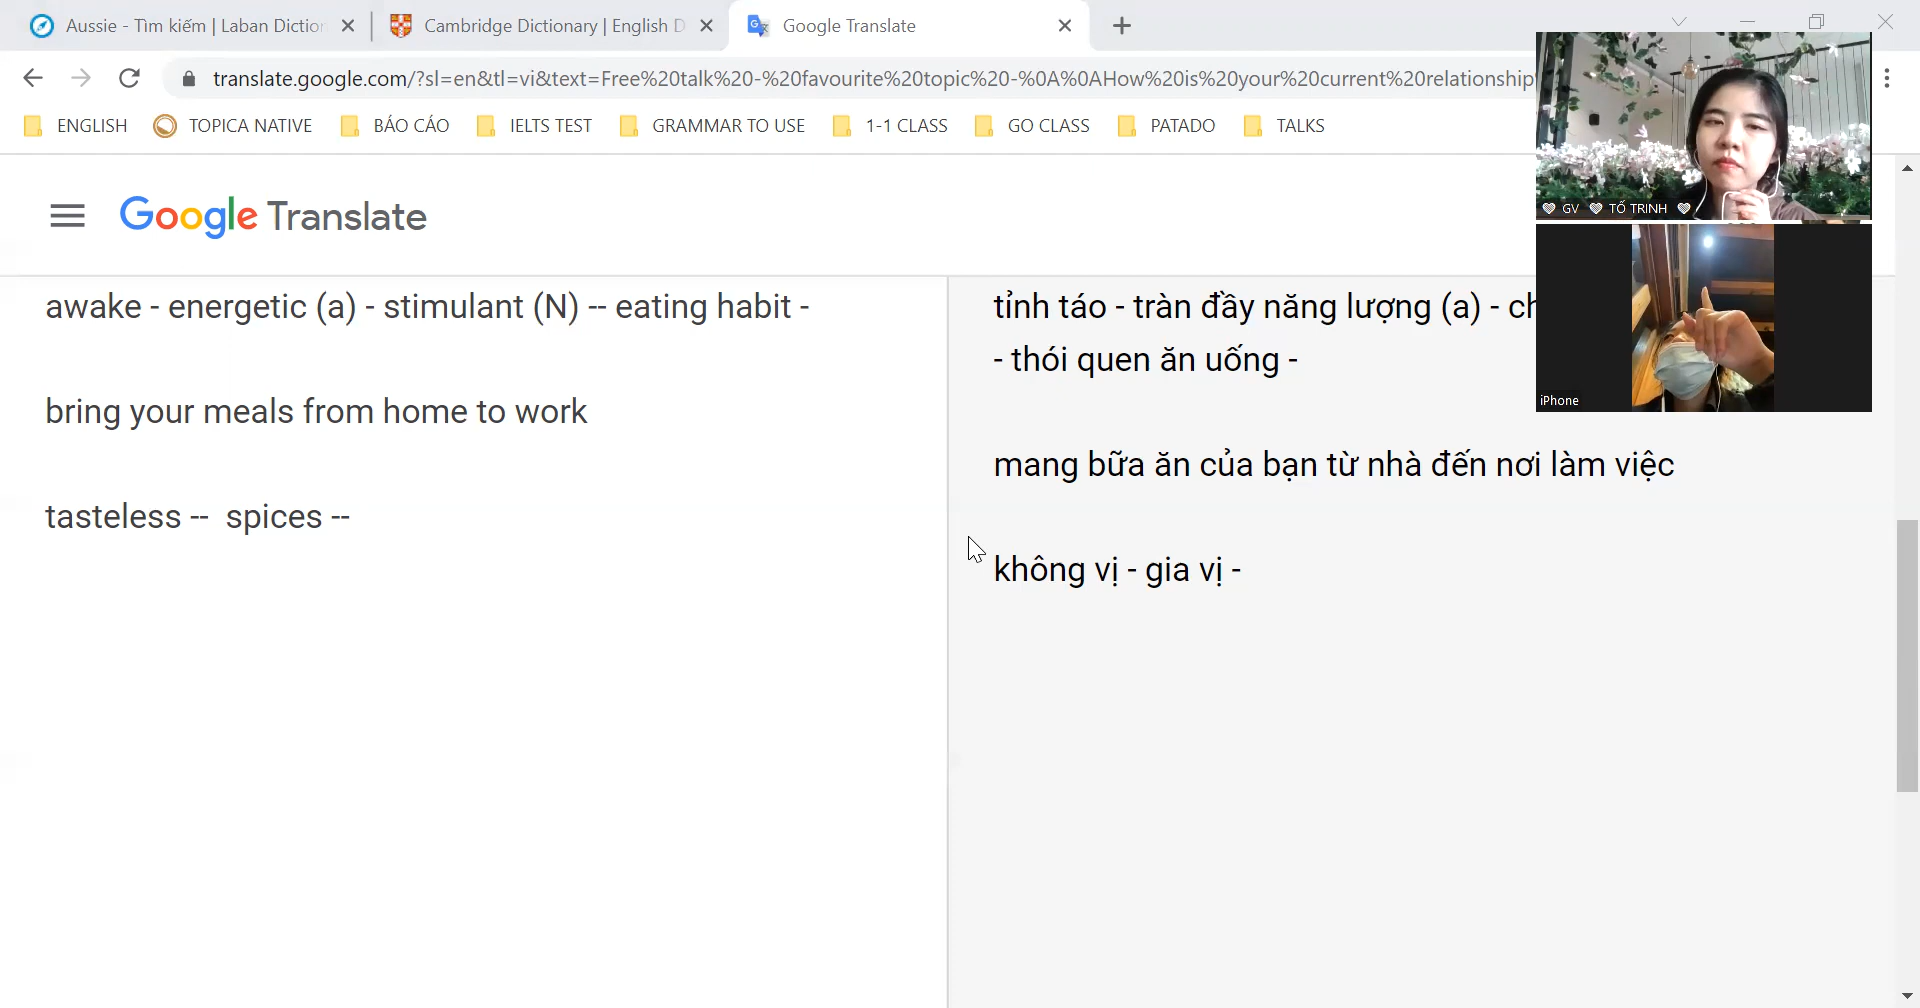 Aussie - Tìm kiếm | Laban Diction
Cambridge Dictionary | English D
Google Translate
translate.google.com/?sl=en&tl=vi&text=Free%20talk%20-%20favourite%20topic%20-%0A%0AHow%20is%20your%20current%20relationship
ENGLISH
TOPICA NATIVE
BÁO CÁO
IELTS TEST
GRAMMAR TO USE
1-1 CLASS
GO CLASS
PATADO
TALKS
GV TỐ TRINH
Google Translate
awake - energetic (a) - stimulant (N) -- eating habit -
bring your meals from home to work
tasteless -- spices --
tỉnh táo - tràn đầy năng lượng (a) - ch
- thói quen ăn uống -
mang bữa ăn của bạn từ nhà đến nơi làm việc
không vị - gia vị -
iPhone